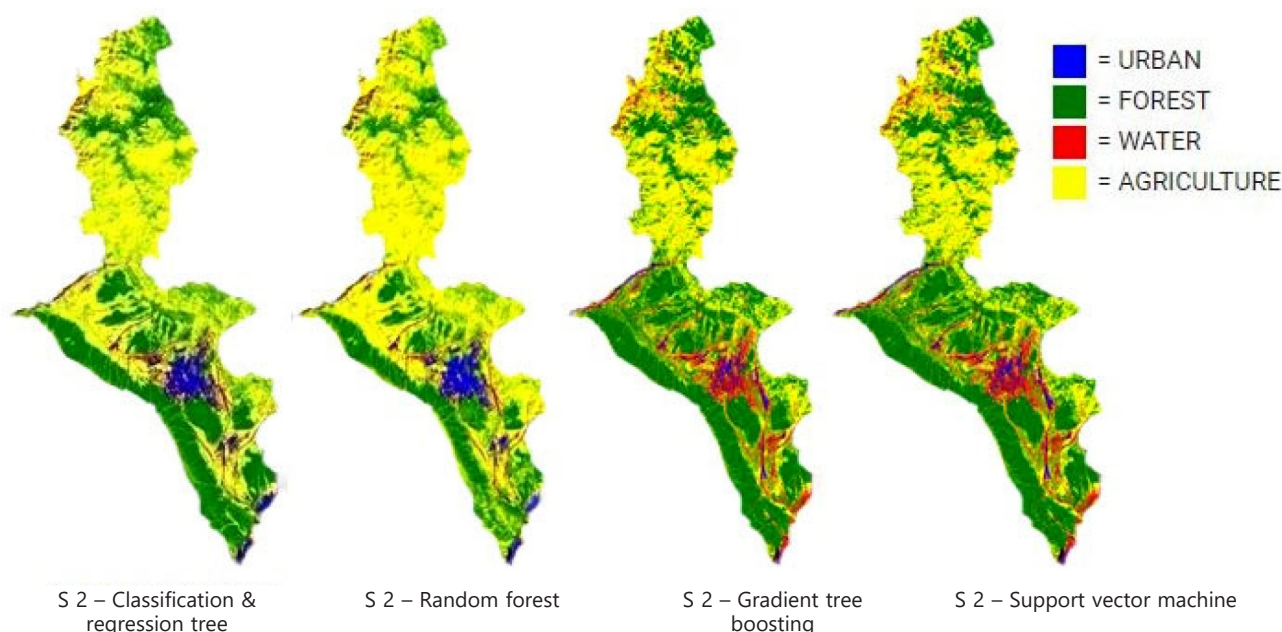 = URBAN
= FOREST
= WATER
= AGRICULTURE
S 2 – Classification &
regression tree
S 2 – Random forest
S 2 – Gradient tree
boosting
S 2 – Support vector machine